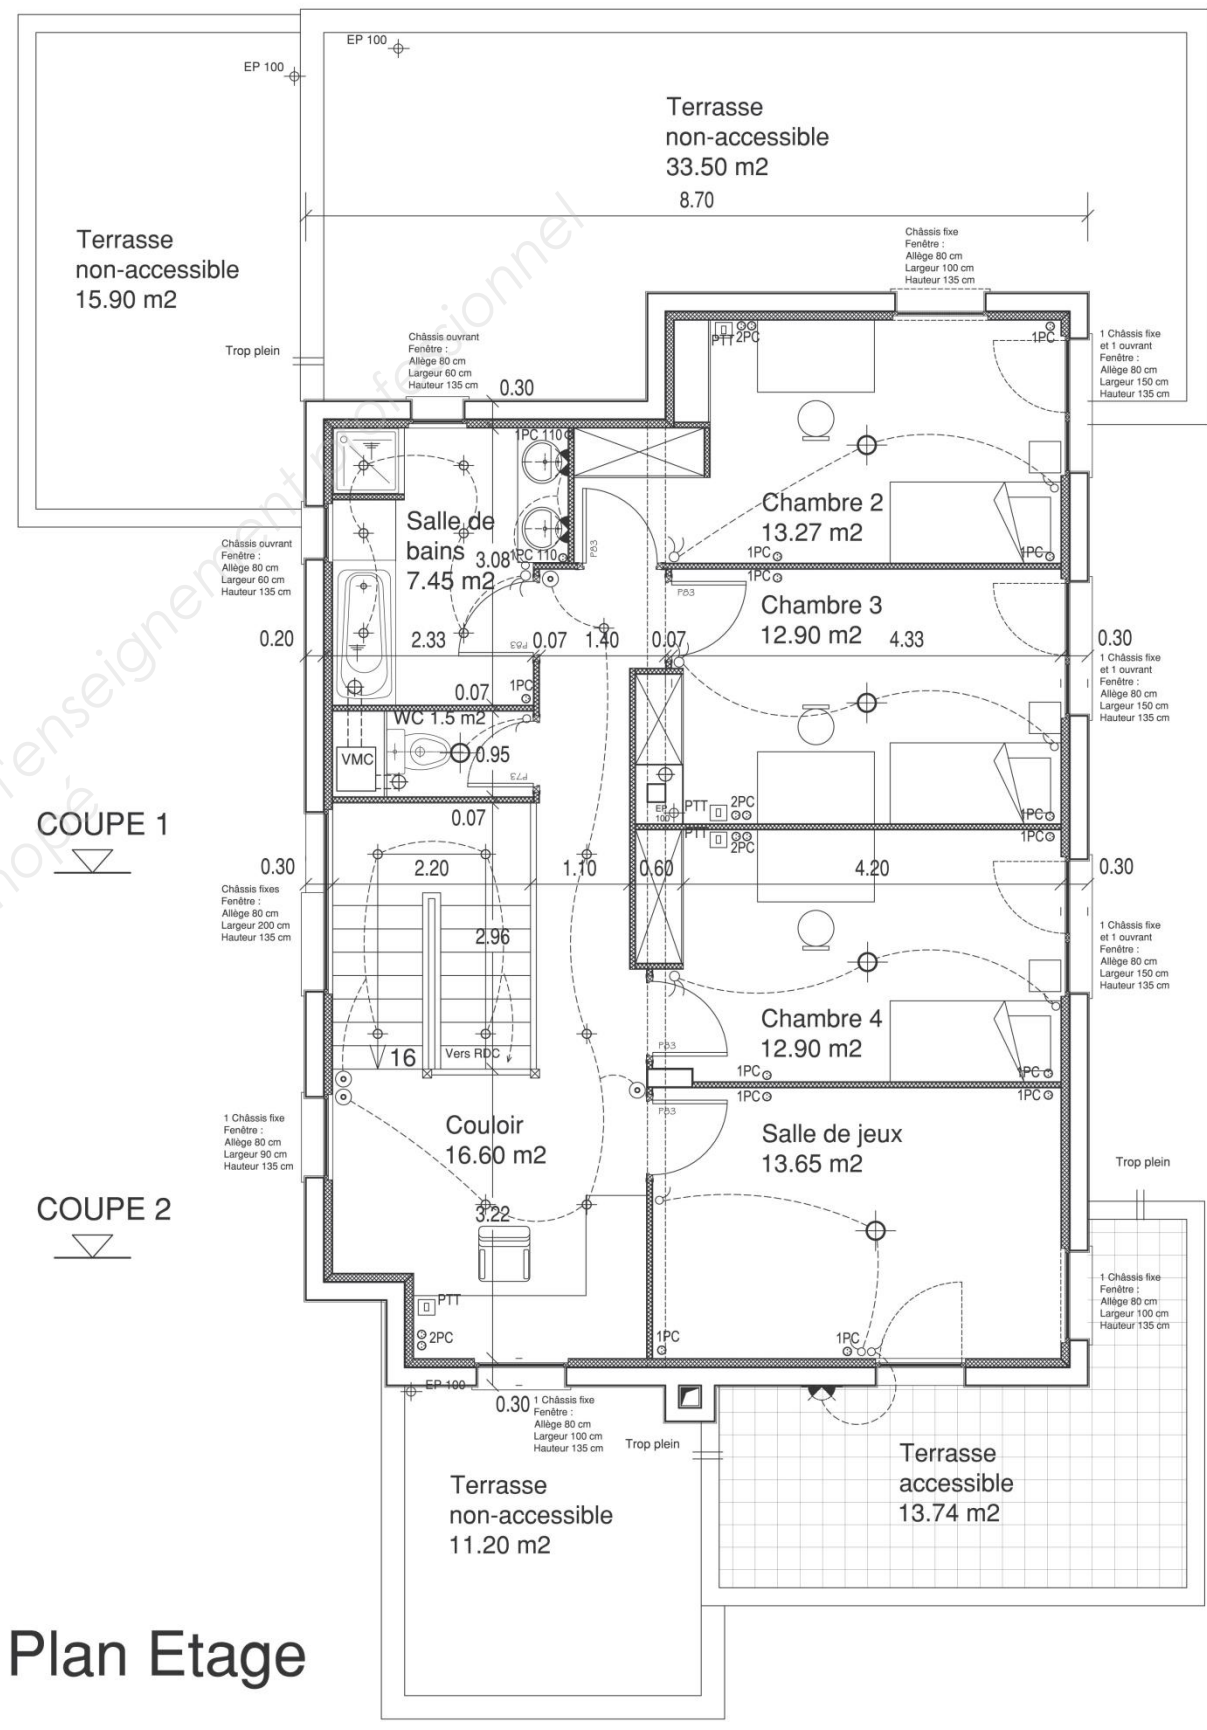 EP 100
EP 100
Terrasse
non-accessible
33.50 m2
8.70
Terrasse
non-accessible
15.90 m2
Châssis fixe
Fenêtre :
Allège 80 cm
Largeur 100 cm
Hauteur 135 cm
Trop plein
Châssis ouvrant
Fenêtre :
Allège 80 cm
Largeur 60 cm
Hauteur 135 cm
0.30
PTT
2PC
1PC
1 Châssis fixe
et 1 ouvrant
Fenêtre :
Allège 80 cm
Largeur 150 cm
Hauteur 135 cm
1PC 110
Salle de
bains
7.45 m2
3.08
1PC 110
P83
Chambre 2
13.27 m2
1PC
1PC
Châssis ouvrant
Fenêtre :
Allège 80 cm
Largeur 60 cm
Hauteur 135 cm
1PC
P83
Chambre 3
12.90 m2
0.20
2.33
P83
0.07
1.40
0.07
4.33
0.30
1 Châssis fixe
et 1 ouvrant
Fenêtre :
Allège 80 cm
Largeur 150 cm
Hauteur 135 cm
0.07
1PC
WC 1.5 m2
VMC
0.95
P73
0.07
EP
100
PTT
2PC
1PC
COUPE 1
PTT
2PC
1PC
0.30
2.20
1.10
0.60
4.20
0.30
Châssis fixes
Fenêtre :
Allège 80 cm
Largeur 200 cm
Hauteur 135 cm
2.96
1 Châssis fixe
et 1 ouvrant
Fenêtre :
Allège 80 cm
Largeur 150 cm
Hauteur 135 cm
Chambre 4
12.90 m2
16
Vers RDC
P83
1PC
1PC
1PC
1PC
P83
1 Châssis fixe
Fenêtre :
Allège 80 cm
Largeur 90 cm
Hauteur 135 cm
Couloir
16.60 m2
Salle de jeux
13.65 m2
Trop plein
COUPE 2
3.22
1 Châssis fixe
Fenêtre :
Allège 80 cm
Largeur 100 cm
Hauteur 135 cm
PTT
2PC
1PC
1PC
EP 100
0.30
1 Châssis fixe
Fenêtre :
Allège 80 cm
Largeur 100 cm
Hauteur 135 cm
Trop plein
Terrasse
accessible
13.74 m2
Terrasse
non-accessible
11.20 m2
Plan Etage
l'enseignement professionnel